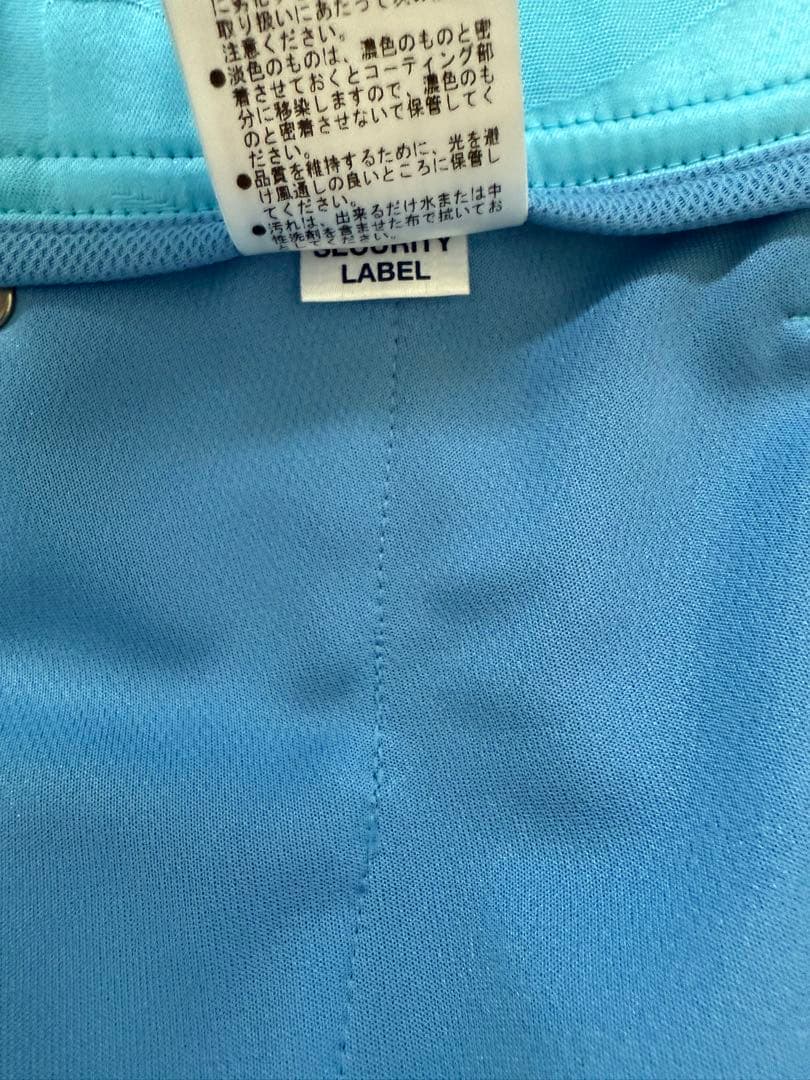 取り扱いにあたって
注意ください。
●淡色のものは、濃色のものと密
着させておくとコーティング部
分に移染しますので、濃色のも
のと密着させないで保管してく
ださい。
●品質を維持するために、光を避
け風通しの良いところに保管し
てください。
●汚れは、出来るだけ水または中
性洗剤を含ませた布で拭いてお
SECURITY
LABEL